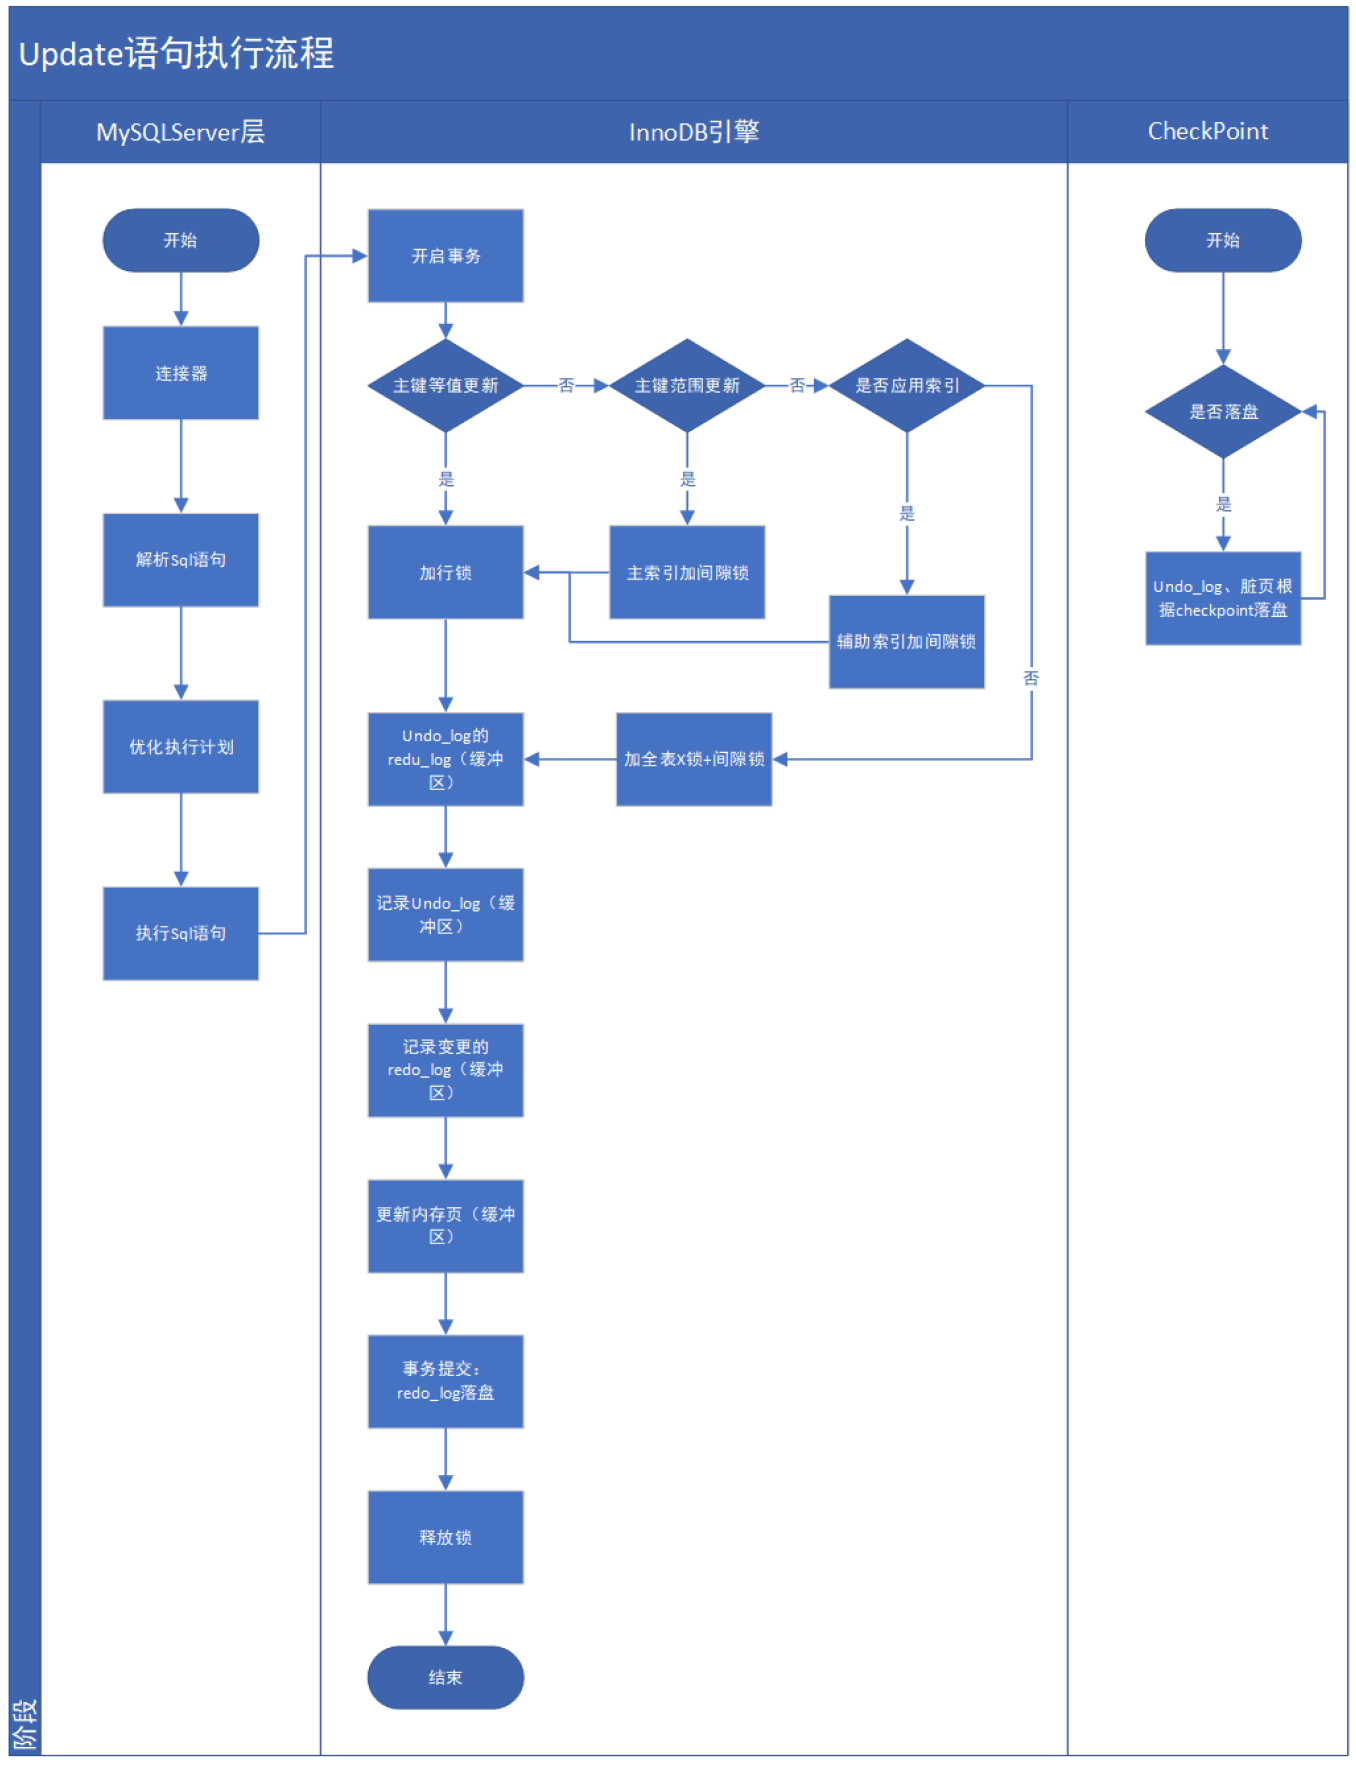 Update语句执行流程
MySQLServer层
InnoDB引擎
CheckPoint
阶段
开始
连接器
解析Sql语句
优化执行计划
执行Sql语句
开启事务
主键等值更新
否
主键范围更新
否
是否应用索引
是
是
是
否
加行锁
主索引加间隙锁
辅助索引加间隙锁
Undo_log的
redu_log（缓冲
区）
加全表X锁+间隙锁
记录Undo_log（缓
冲区）
记录变更的
redo_log（缓冲
区）
更新内存页（缓冲
区）
事务提交：
redo_log落盘
释放锁
结束
开始
是否落盘
是
Undo_log、脏页根
据checkpoint落盘